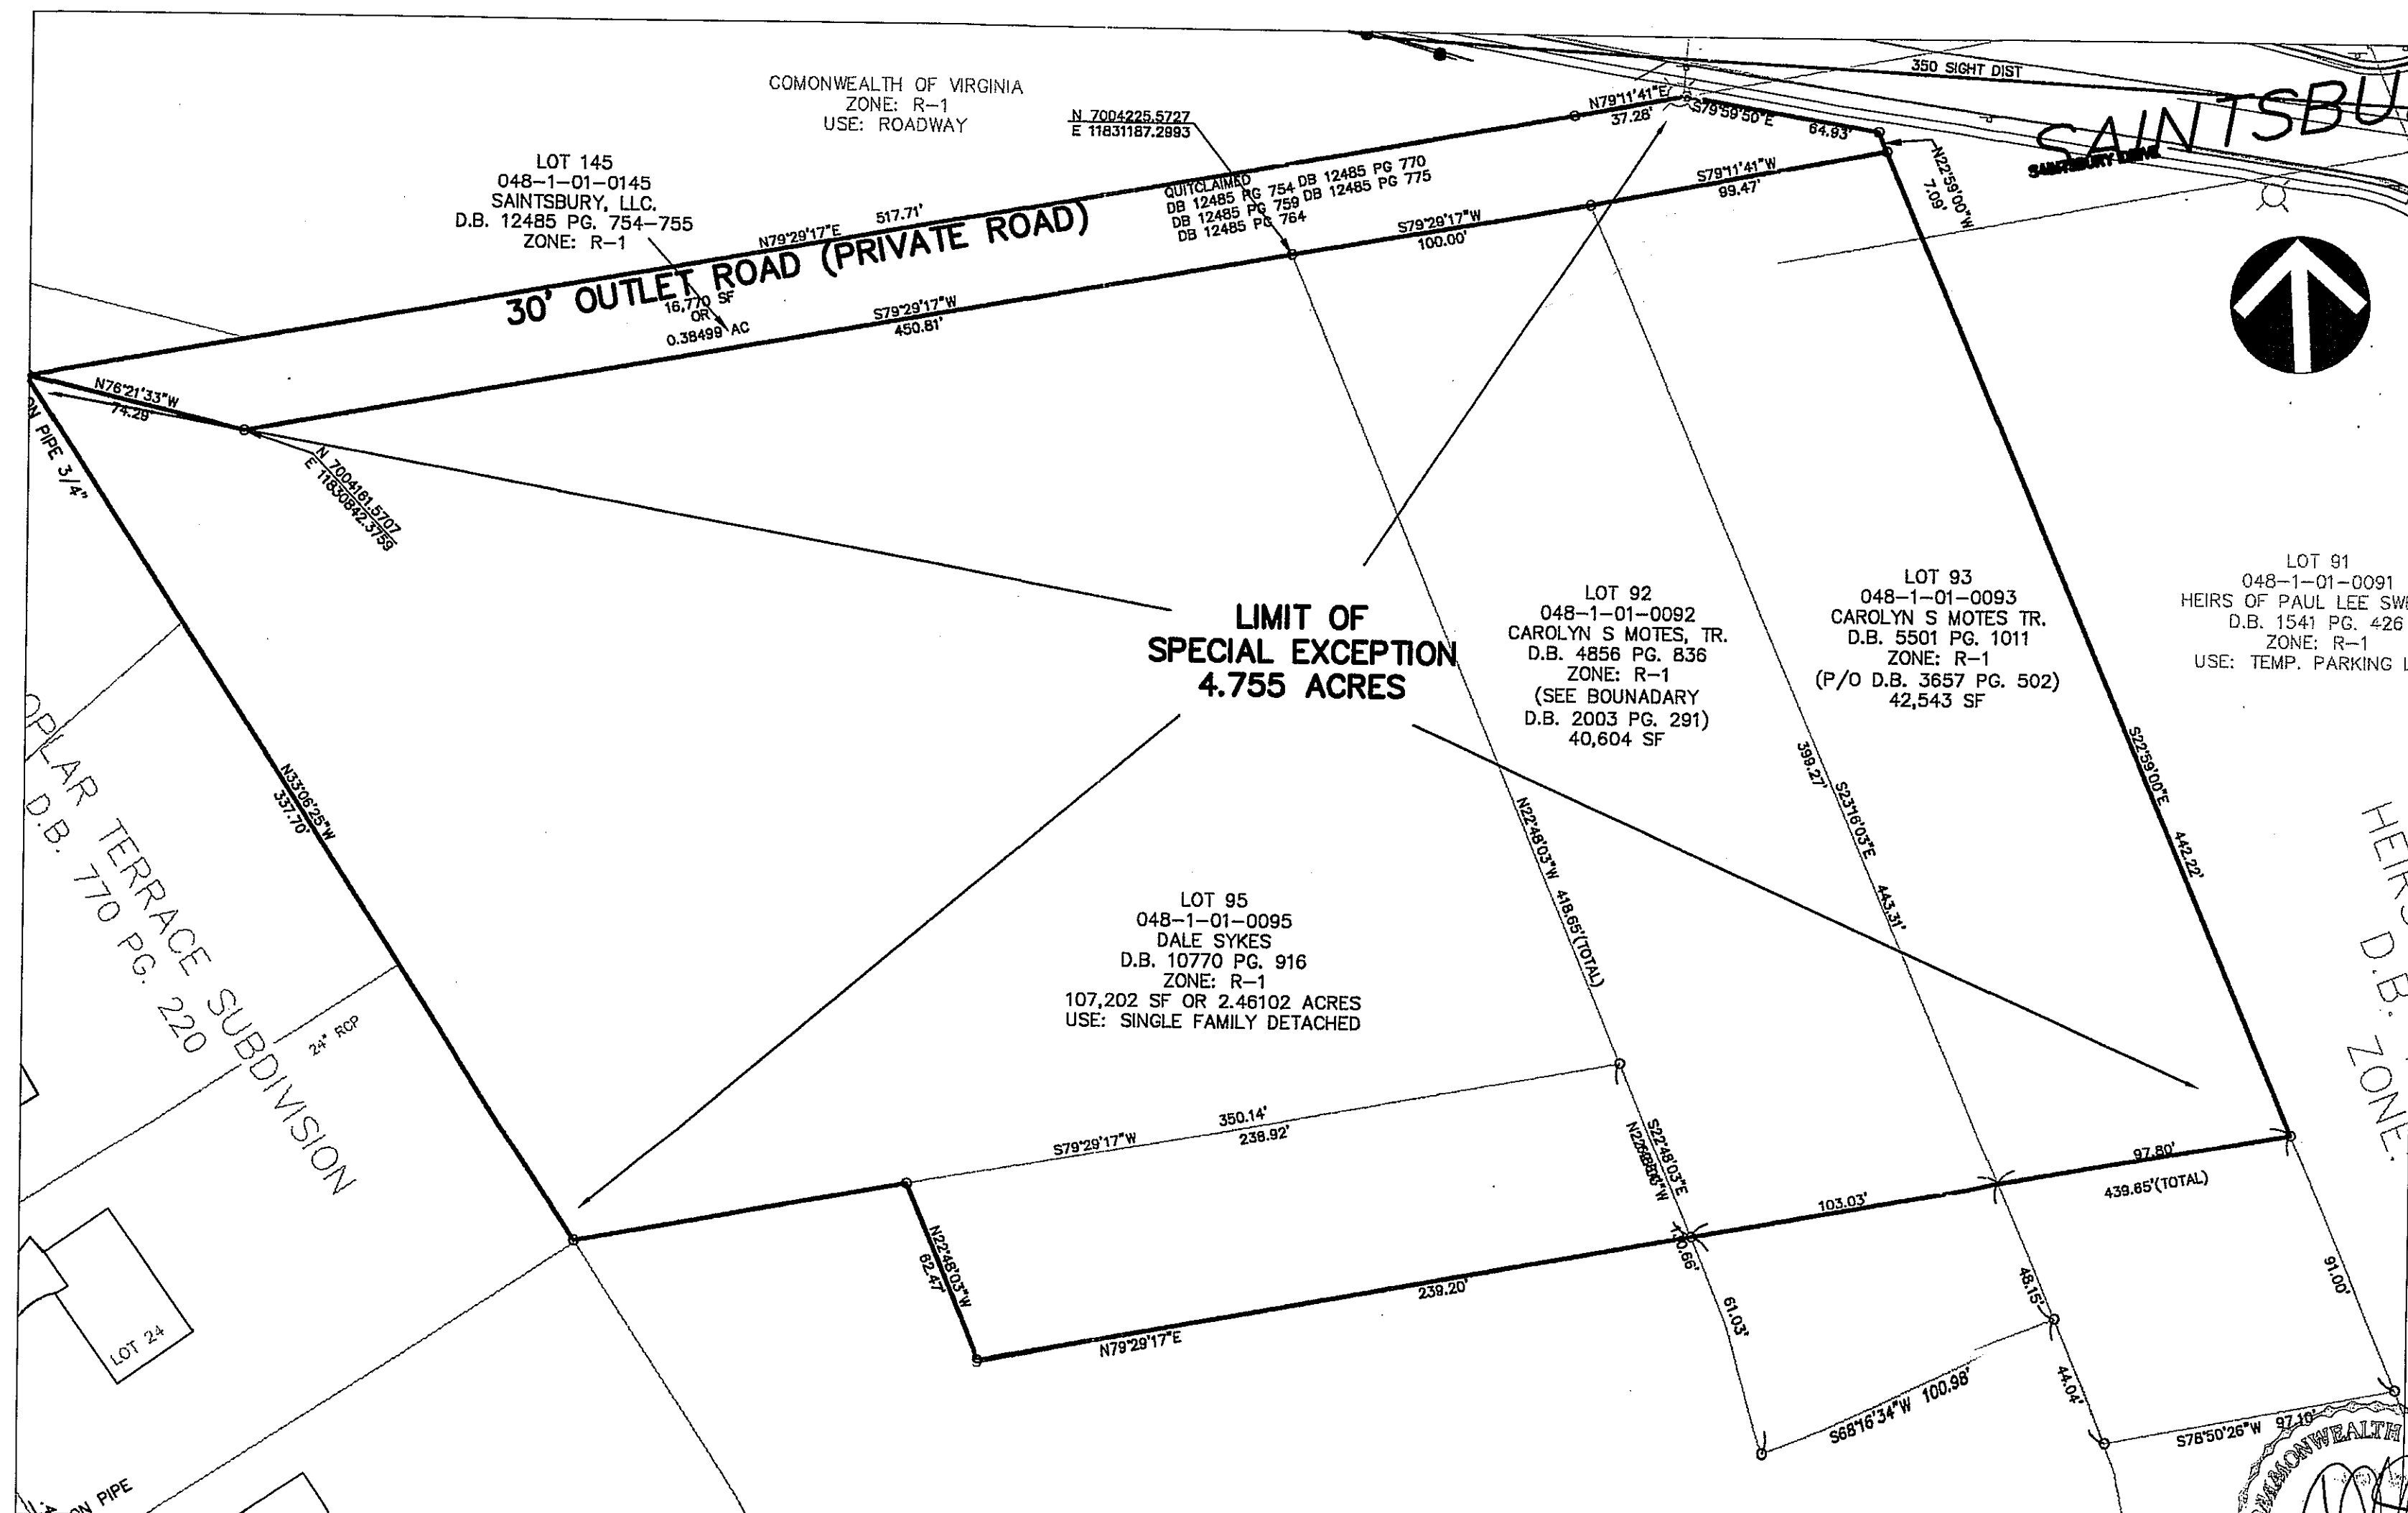 COMONWEALTH OF VIRGINIA
ZONE: R-1
USE: ROADWAY
N 7004225.5727
E 11831187.2993
LOT 145
048-1-01-0145
SAINTSBURY, LLC.
D.B. 12485 PG. 754-755
ZONE: R-1
N79°29'17"E
517.71'
30' OUTLET ROAD (PRIVATE ROAD)
16,770 SF
OR
0.38499 AC
QUITCLAIMED
DB 12485 PG 754 DB 12485 PG 770
DB 12485 PG 759 DB 12485 PG 775
DB 12485 PG 764
N79°11'41"E
37.28'
S79°59'50"E
64.93'
350 SIGHT DIST
SAINTSBU
SAINTSBURY DRIVE
N22°59'00"W
7.09'
S79°11'41"W
99.47'
S79°29'17"W
100.00'
S79°29'17"W
450.81'
N76°21'33"W
74.29'
ON PIPE 3/4"
N 7004161.5707
E 11830842.3759
LIMIT OF
SPECIAL EXCEPTION
4.755 ACRES
LOT 92
048-1-01-0092
CAROLYN S MOTES, TR.
D.B. 4856 PG. 836
ZONE: R-1
(SEE BOUNADARY
D.B. 2003 PG. 291)
40,604 SF
LOT 93
048-1-01-0093
CAROLYN S MOTES TR.
D.B. 5501 PG. 1011
ZONE: R-1
(P/O D.B. 3657 PG. 502)
42,543 SF
LOT 91
048-1-01-0091
HEIRS OF PAUL LEE SW
D.B. 1541 PG. 426
ZONE: R-1
USE: TEMP. PARKING L
N33°06'25"W
337.70'
OPLAR TERRACE SUBDIVISION
D.B. 770 PG. 220
24" RCP
N22°48'03"W 418.65'(TOTAL)
399.27'
S23°16'03"E
443.31'
S22°59'00"E
442.22'
HEIRS
D.B.
ZONE:
LOT 95
048-1-01-0095
DALE SYKES
D.B. 10770 PG. 916
ZONE: R-1
107,202 SF OR 2.46102 ACRES
USE: SINGLE FAMILY DETACHED
S79°29'17"W
350.14'
238.92'
S22°48'03"E
97.80'
439.65'(TOTAL)
103.03'
N22°48'03"W
62.47'
239.20'
N79°29'17"E
61.03'
48.15'
91.00'
44.04'
S68°16'34"W 100.98'
S78°50'26"W 97.10'
LOT 24
ON PIPE
COMMONWEALTH